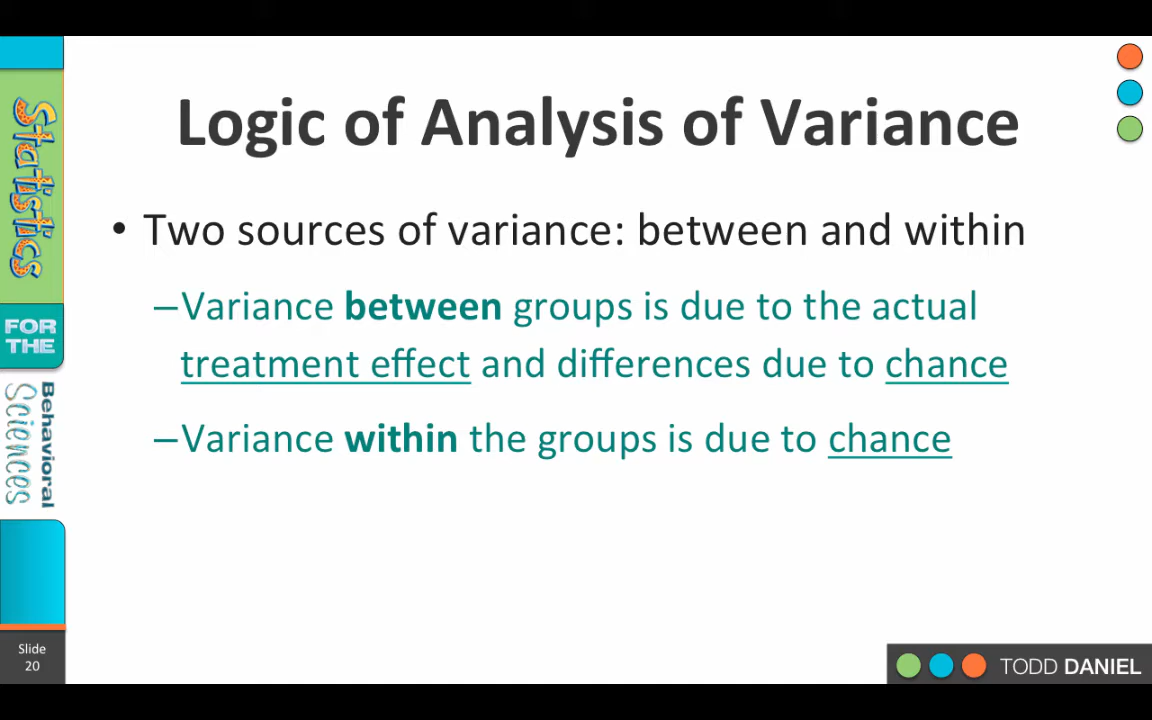 Logic of Analysis of Variance
• Two sources of variance: between and within
–Variance between groups is due to the actual
treatment effect and differences due to chance
–Variance within the groups is due to chance
Statistics
FOR
THE
Behavioral
Sciences
Slide
20
TODD DANIEL